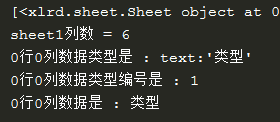 [<xlrd.sheet.Sheet object at 0
sheet1列数 = 6
0行0列数据类型是 : text:'类型'
0行0列数据类型编号是 : 1
0行0列数据是 : 类型